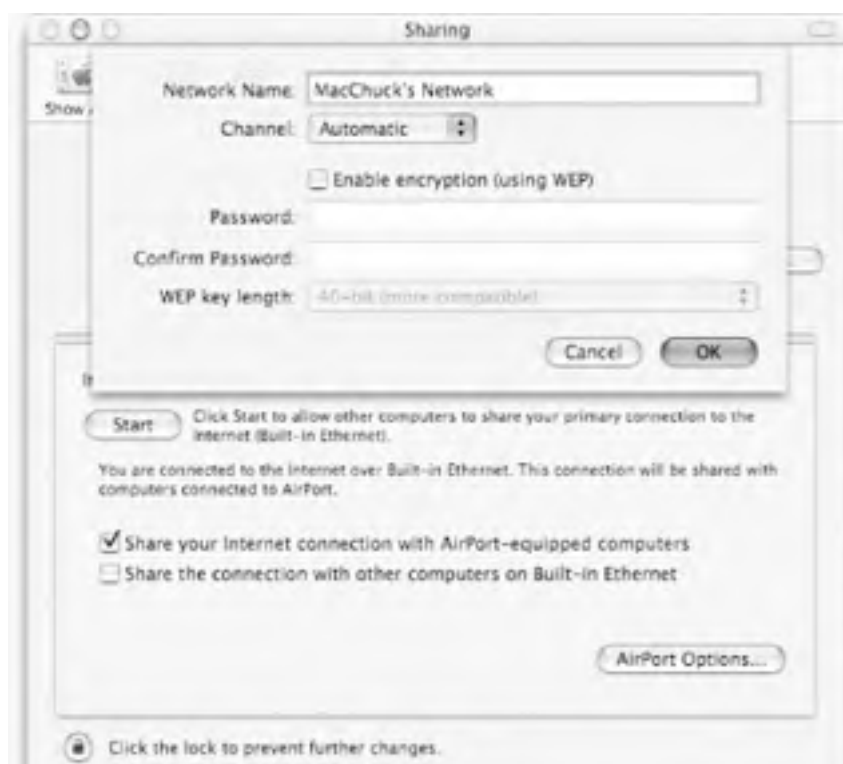 Sharing
Show
Network Name: MacChuck's Network
Channel: Automatic
Enable encryption (using WEP)
Password:
Confirm Password:
WEP key length: 40-bit (more compatible)
Cancel OK
Start Click Start to allow other computers to share your primary connection to the
Internet (Built-in Ethernet).
You are connected to the Internet over Built-in Ethernet. This connection will be shared with
computers connected to AirPort.
Share your Internet connection with AirPort-equipped computers
Share the connection with other computers on Built-in Ethernet
AirPort Options...
Click the lock to prevent further changes.